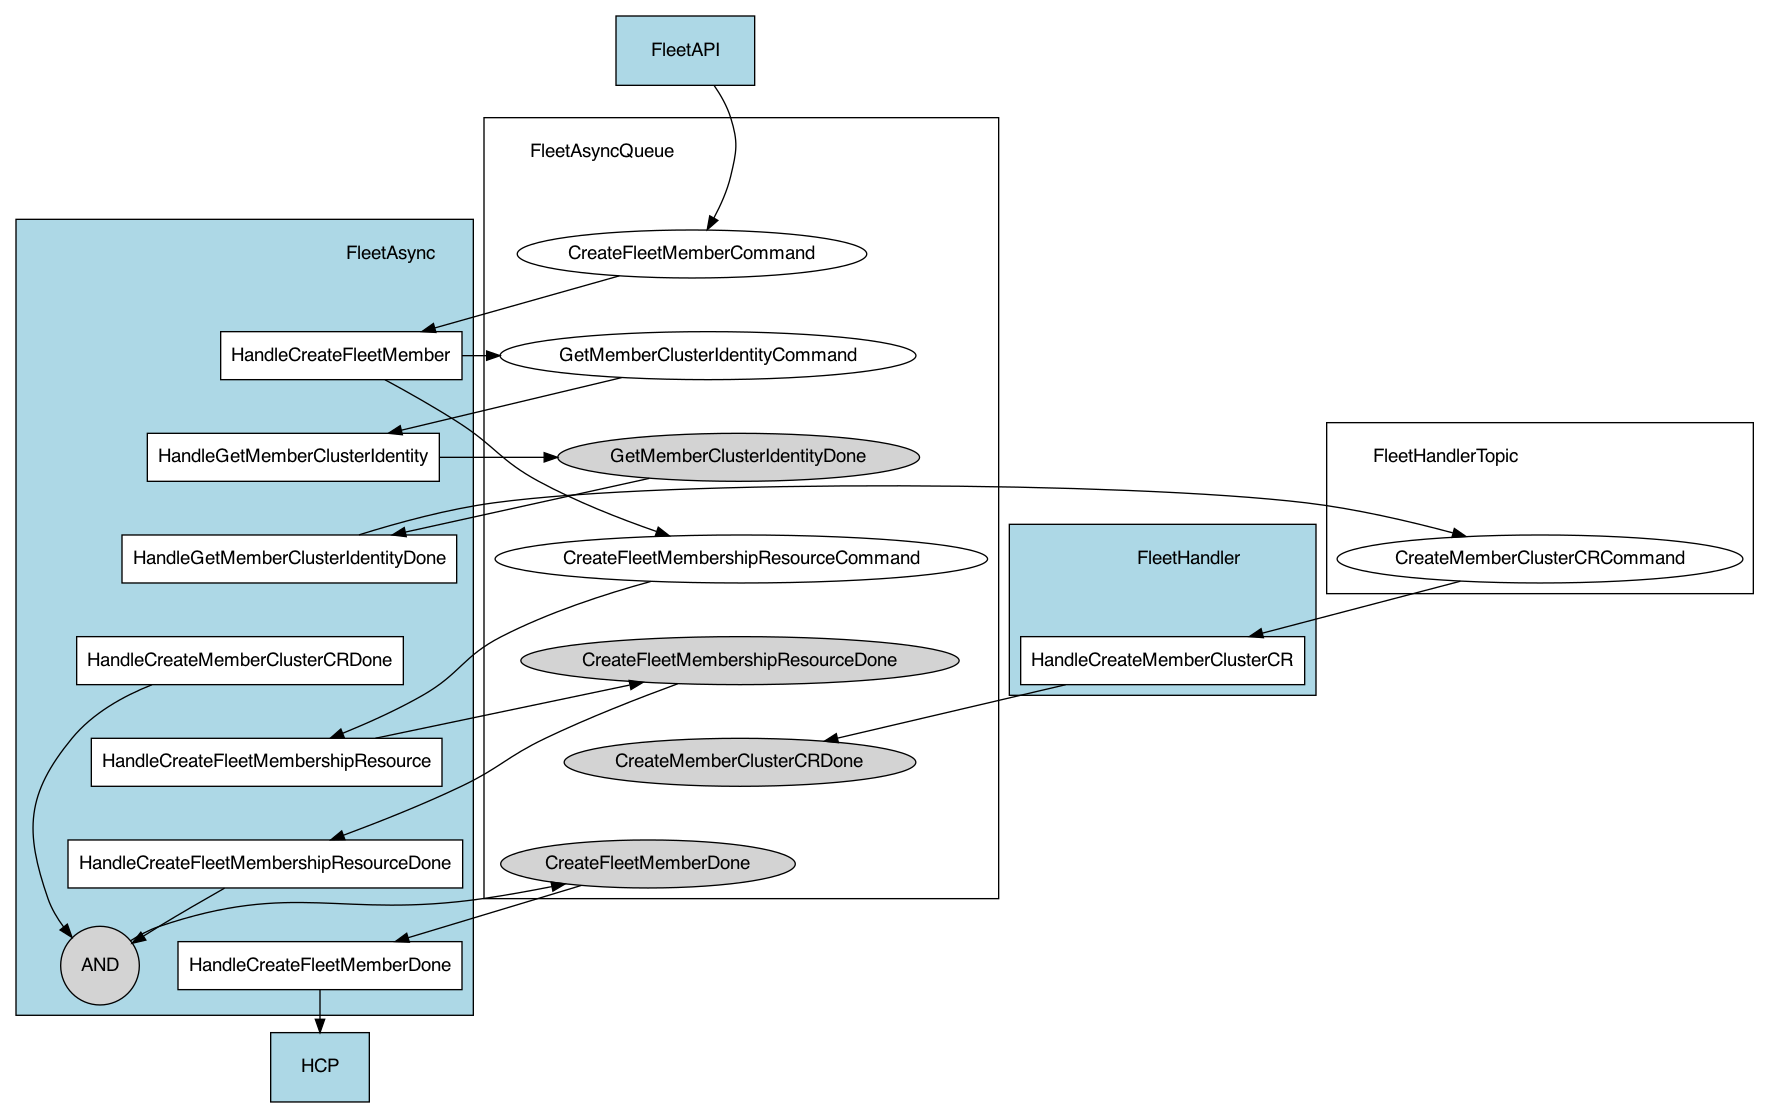 FleetAPI
FleetAsyncQueue
FleetAsync
CreateFleetMemberCommand
HandleCreateFleetMember
GetMemberClusterIdentityCommand
HandleGetMemberClusterIdentity
GetMemberClusterIdentityDone
FleetHandlerTopic
HandleGetMemberClusterIdentityDone
CreateFleetMembershipResourceCommand
FleetHandler
CreateMemberClusterCRCommand
HandleCreateMemberClusterCRDone
CreateFleetMembershipResourceDone
HandleCreateMemberClusterCR
HandleCreateFleetMembershipResource
CreateMemberClusterCRDone
HandleCreateFleetMembershipResourceDone
CreateFleetMemberDone
AND
HandleCreateFleetMemberDone
HCP